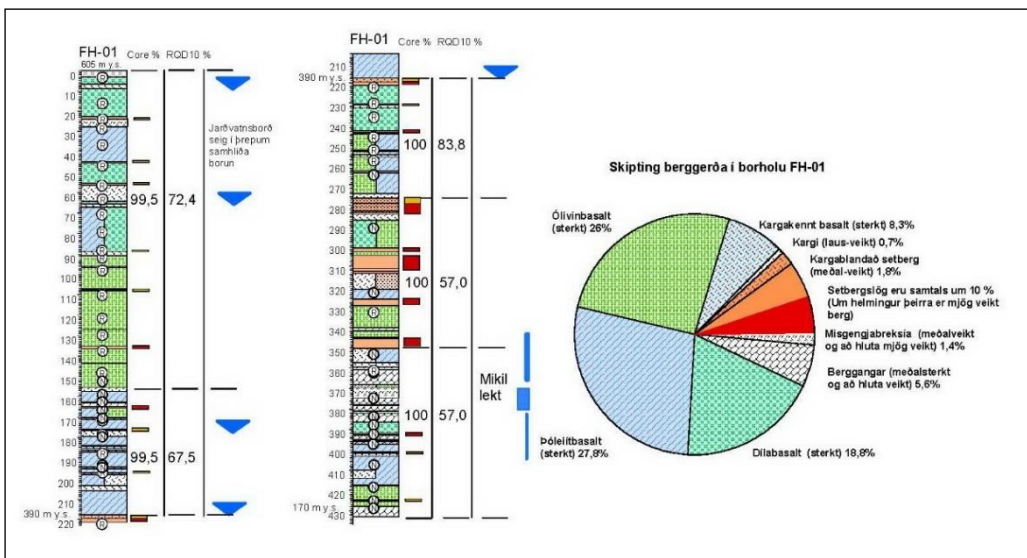 FH-01
Core %
RQD10 %
605 m y.s.
0
10
20
30
40
50
60
70
80
90
100
110
120
130
140
150
160
170
180
190
200
210
390 m y.s.
220
99,5
72,4
99,5
67,5
Jarðvatnsborð
seig í þrepum
samhliða
borun
FH-01
Core %
RQD10 %
210
390 m y.s.
220
230
240
250
260
270
280
290
300
310
320
330
340
350
360
370
380
390
400
410
420
170 m y.s.
430
100
83,8
100
57,0
100
57,0
Mikil
lekt
Skipting berggerða í borholu FH-01
Ólivinbasalt
(sterkt) 26%
Kargakennt basalt (sterkt) 8,3%
Kargi (laus-veikt) 0,7%
Kargablandað setberg
(meðal-veikt) 1,8%
Setbergslög eru samtals um 10 %
(Um helmingur þeirra er mjög veikt
berg)
Misgengjabreksía (meðalveikt
og að hluta mjög veikt) 1,4%
Berggangar (meðalsterkt
og að hluta veikt) 5,6%
Dílabasalt (sterkt) 18,8%
Þóleiítbasalt
(sterkt) 27,8%